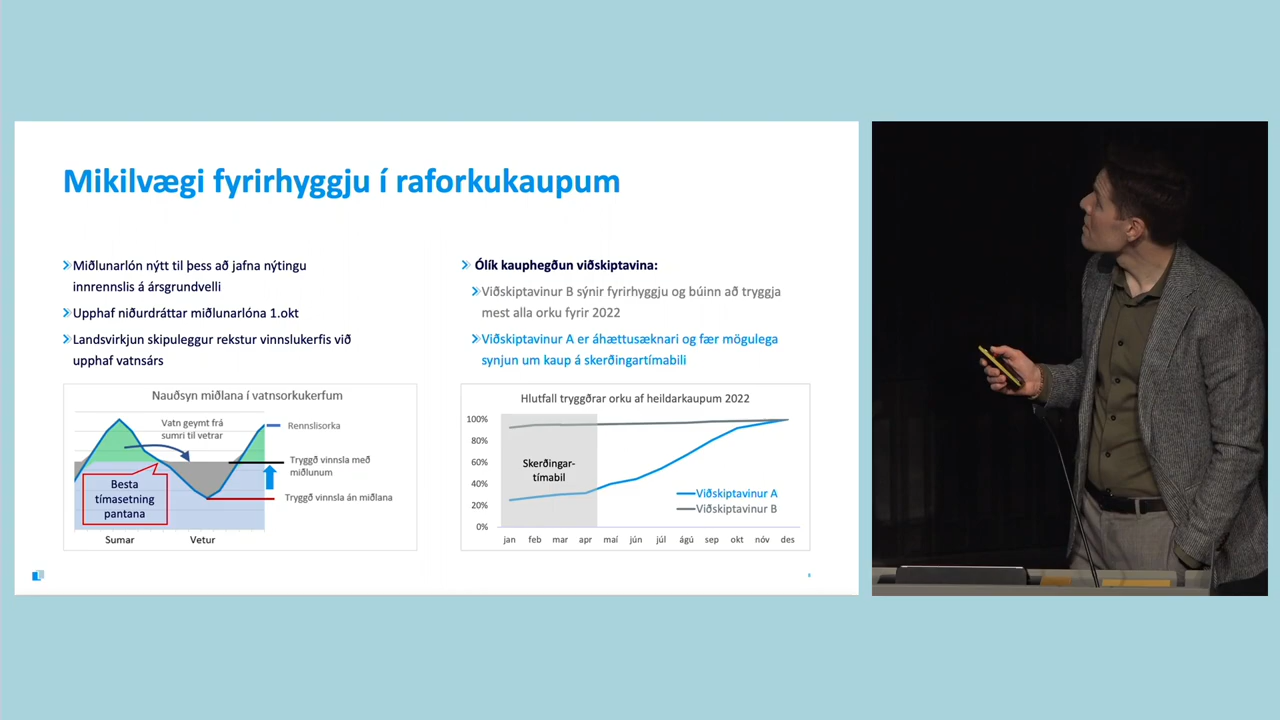 Mikilvægi fyrirhyggju í raforkukaupum
Miðlunarlón nýtt til þess að jafna nýtingu
innrennslis á ársgrundvelli
Upphaf niðurdráttar miðlunarlóna 1.okt
Landsvirkjun skipuleggur rekstur vinnslukerfis við
upphaf vatnsárs
Nauðsyn miðlana í vatnsorkukerfum
Vatn geymt frá
sumri til vetrar
Rennslisorka
Tryggð vinnsla með
miðlunum
Tryggð vinnsla án miðlana
Besta
tímasetning
pantana
Sumar Vetur
Ólík kauphegðun viðskiptavina:
Viðskiptavinur B sýnir fyrirhyggju og búinn að tryggja
mest alla orku fyrir 2022
Viðskiptavinur A er áhættusæknari og fær mögulega
synjun um kaup á skerðingartímabili
Hlutfall tryggðrar orku af heildarkaupum 2022
100%
80%
60%
40%
20%
0%
Skerðingar-
tímabil
Viðskiptavinur A
Viðskiptavinur B
jan feb mar apr maí jún júl ágú sep okt nóv des
8